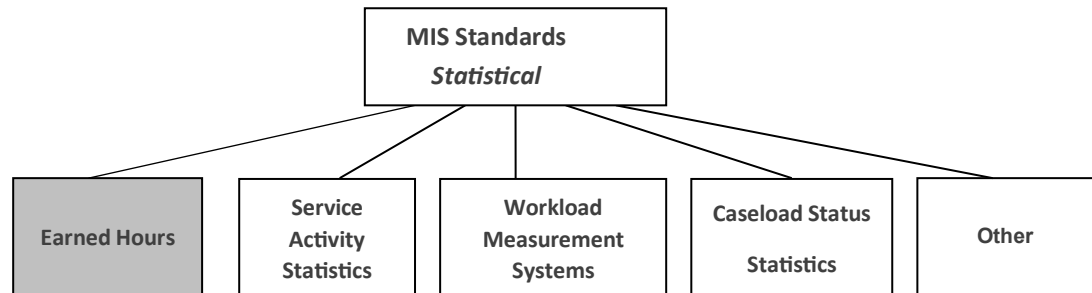 MIS Standards
Statistical
Earned Hours
Service
Activity
Statistics
Workload
Measurement
Systems
Caseload Status
Statistics
Other